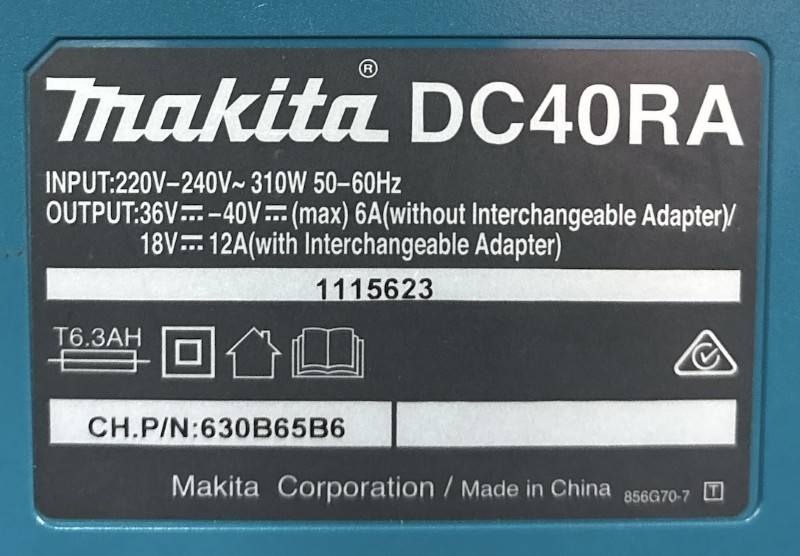 makita® DC40RA
INPUT:220V–240V~ 310W 50–60Hz
OUTPUT:36V⎓ –40V⎓ (max) 6A(without Interchangeable Adapter)/
18V⎓ 12A(with Interchangeable Adapter)
1115623
T6.3AH
CH.P/N:630B65B6
Makita Corporation / Made in China 856G70-7 T